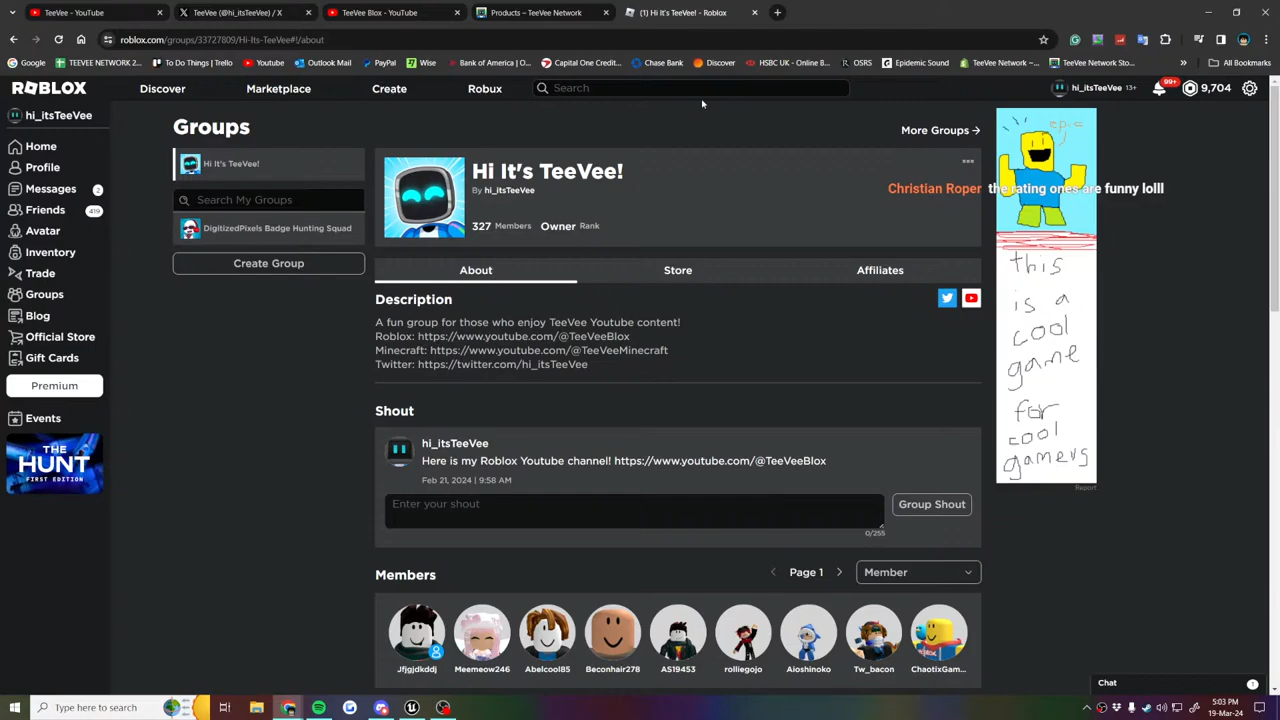 TeeVee - YouTube
TeeVee (@hi_itsTeeVee) / X
TeeVee Blox - YouTube
Products – TeeVee Network
(1) Hi It's TeeVee! - Roblox
roblox.com/groups/33727809/Hi-Its-TeeVee#!/about
Google
TEEVEE NETWORK 2...
To Do Things | Trello
Youtube
Outlook Mail
PayPal
Wise
Bank of America | O...
Capital One Credit...
Chase Bank
Discover
HSBC UK - Online B...
OSRS
Epidemic Sound
TeeVee Network –...
TeeVee Network Sto...
All Bookmarks
ROBLOX
Discover
Marketplace
Create
Robux
Search
hi_itsTeeVee 13+
99+
9,704
hi_itsTeeVee
Home
Profile
Messages
2
Friends
419
Avatar
Inventory
Trade
Groups
Blog
Official Store
Gift Cards
Premium
Events
THE
HUNT
FIRST EDITION
Groups
Hi It's TeeVee!
Search My Groups
DigitizedPixels Badge Hunting Squad
Create Group
More Groups →
Hi It's TeeVee!
By hi_itsTeeVee
327 Members
Owner Rank
About
Store
Affiliates
Description
A fun group for those who enjoy TeeVee Youtube content!
Roblox: https://www.youtube.com/@TeeVeeBlox
Minecraft: https://www.youtube.com/@TeeVeeMinecraft
Twitter: https://twitter.com/hi_itsTeeVee
Shout
hi_itsTeeVee
Here is my Roblox Youtube channel! https://www.youtube.com/@TeeVeeBlox
Feb 21, 2024 | 9:58 AM
Enter your shout
Group Shout
0/255
Members
Page 1
Member
Jfjgjdkddj
Meemeow246
Abelcool85
Beconhair278
AS19453
rolliegojo
Aioshinoko
Tw_bacon
ChaotixGam...
epic
Christian Roper the rating ones are funny lolll
this
is a
cool
game
for
cool
gamers
Report
Chat
1
Type here to search
ENG
5:03 PM
19-Mar-24